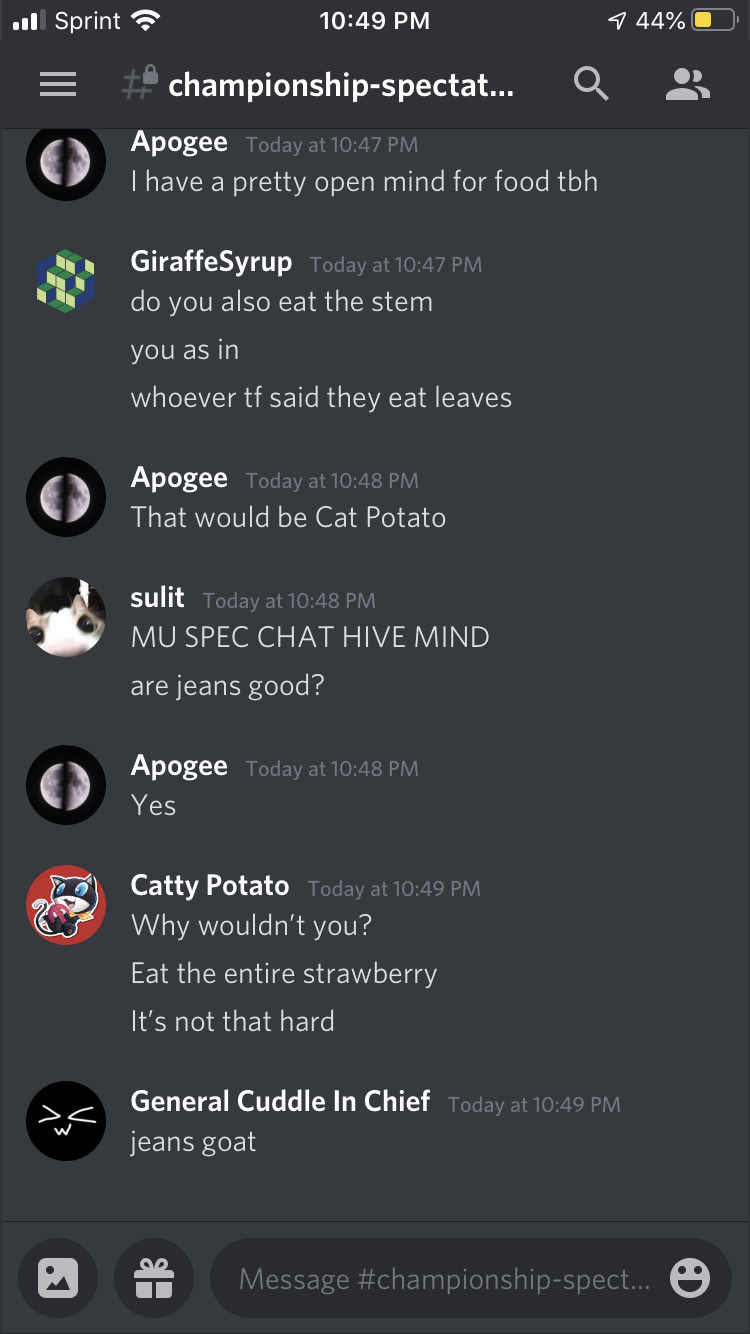 Sprint 10:49 PM 44%
championship-spectat...
Apogee Today at 10:47 PM
I have a pretty open mind for food tbh
GiraffeSyrup Today at 10:47 PM
do you also eat the stem
you as in
whoever tf said they eat leaves
Apogee Today at 10:48 PM
That would be Cat Potato
sulit Today at 10:48 PM
MU SPEC CHAT HIVE MIND
are jeans good?
Apogee Today at 10:48 PM
Yes
Catty Potato Today at 10:49 PM
Why wouldn't you?
Eat the entire strawberry
It's not that hard
General Cuddle In Chief Today at 10:49 PM
jeans goat
Message #championship-spect...